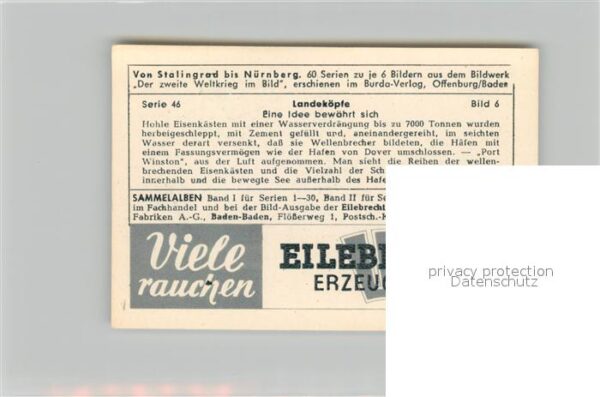 Von Stalingrad bis Nürnberg. 60 Serien zu je 6 Bildern aus dem Bildwerk
„Der zweite Weltkrieg im Bild", erschienen im Burda-Verlag, Offenburg/Baden
Serie 46 Landeköpfe Bild 6
Eine Idee bewährt sich
Hohle Eisenkästen mit einer Wasserverdrängung bis zu 7000 Tonnen wurden
herbeigeschleppt, mit Zement gefüllt und, aneinandergereiht, im seichten
Wasser derart versenkt, daß sie Wellenbrecher bildeten, die Häfen mit
einem Fassungsvermögen wie der Hafen von Dover umschlossen. — „Port
Winston", aus der Luft aufgenommen. Man sieht die Reihen der wellen-
brechenden Eisenkästen und die Vielzahl der Sch
innerhalb und die bewegte See außerhalb des Hafe
SAMMELALBEN Band I für Serien 1—30, Band II für Se
im Fachhandel und bei der Bild-Ausgabe der Eilebrecht
Fabriken A.-G., Baden-Baden, Flößerweg 1, Postsch.-K
Viele
rauchen
EILEB
ERZEUG
privacy protection
Datenschutz